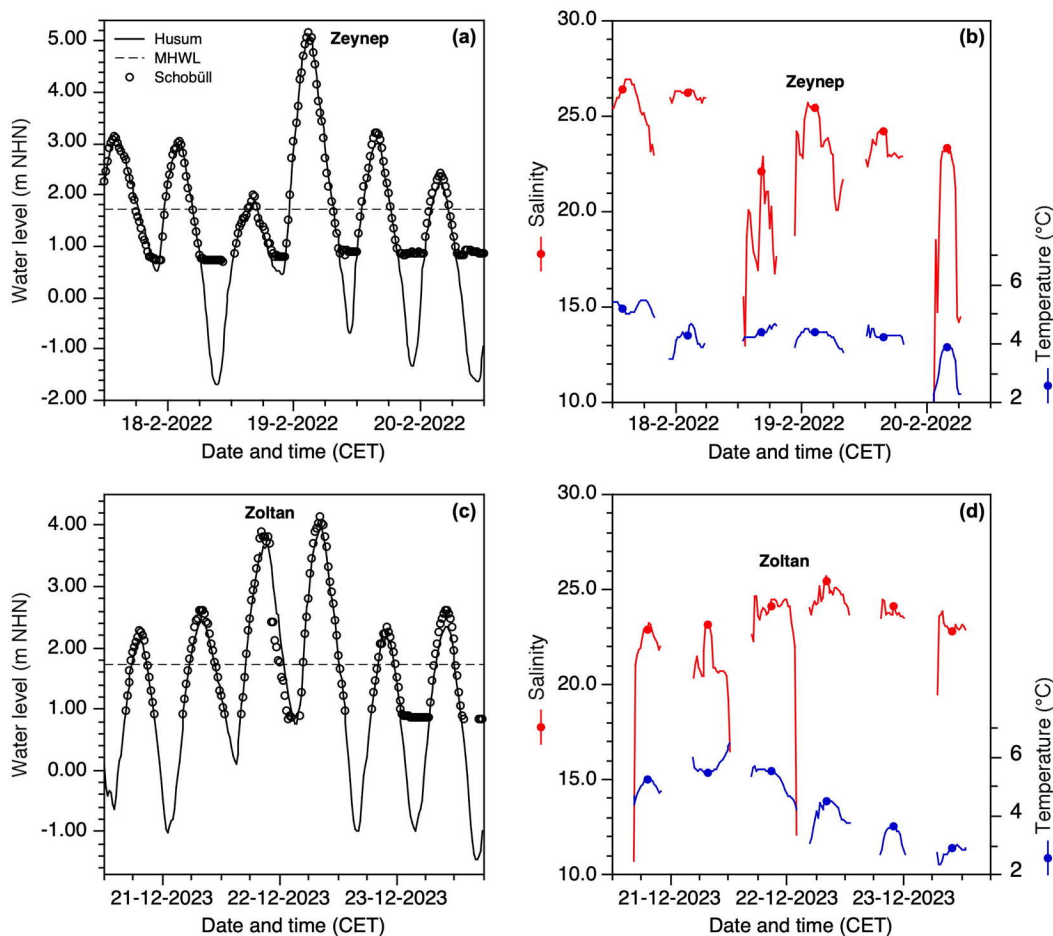 5.00
4.00
3.00
2.00
1.00
0.00
-1.00
-2.00
Water level (m NHN)
Husum
MHWL
Schobüll
Zeynep
(a)
18-2-2022
19-2-2022
20-2-2022
Date and time (CET)
30.0
25.0
20.0
15.0
10.0
Salinity
Zeynep
(b)
6
4
2
Temperature (°C)
18-2-2022
19-2-2022
20-2-2022
Date and time (CET)
4.00
3.00
2.00
1.00
0.00
-1.00
Water level (m NHN)
Zoltan
(c)
21-12-2023
22-12-2023
23-12-2023
Date and time (CET)
30.0
25.0
20.0
15.0
10.0
Salinity
Zoltan
(d)
6
4
2
Temperature (°C)
21-12-2023
22-12-2023
23-12-2023
Date and time (CET)